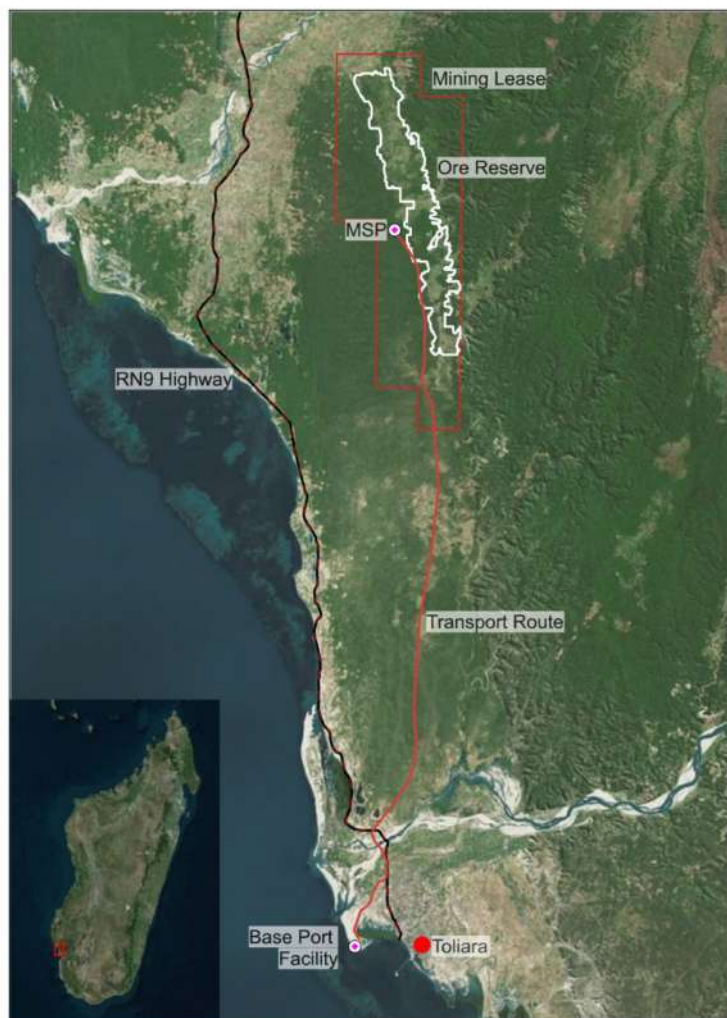 Mining Lease
Ore Reserve
MSP
RN9 Highway
Transport Route
Base Port
Facility
Toliara